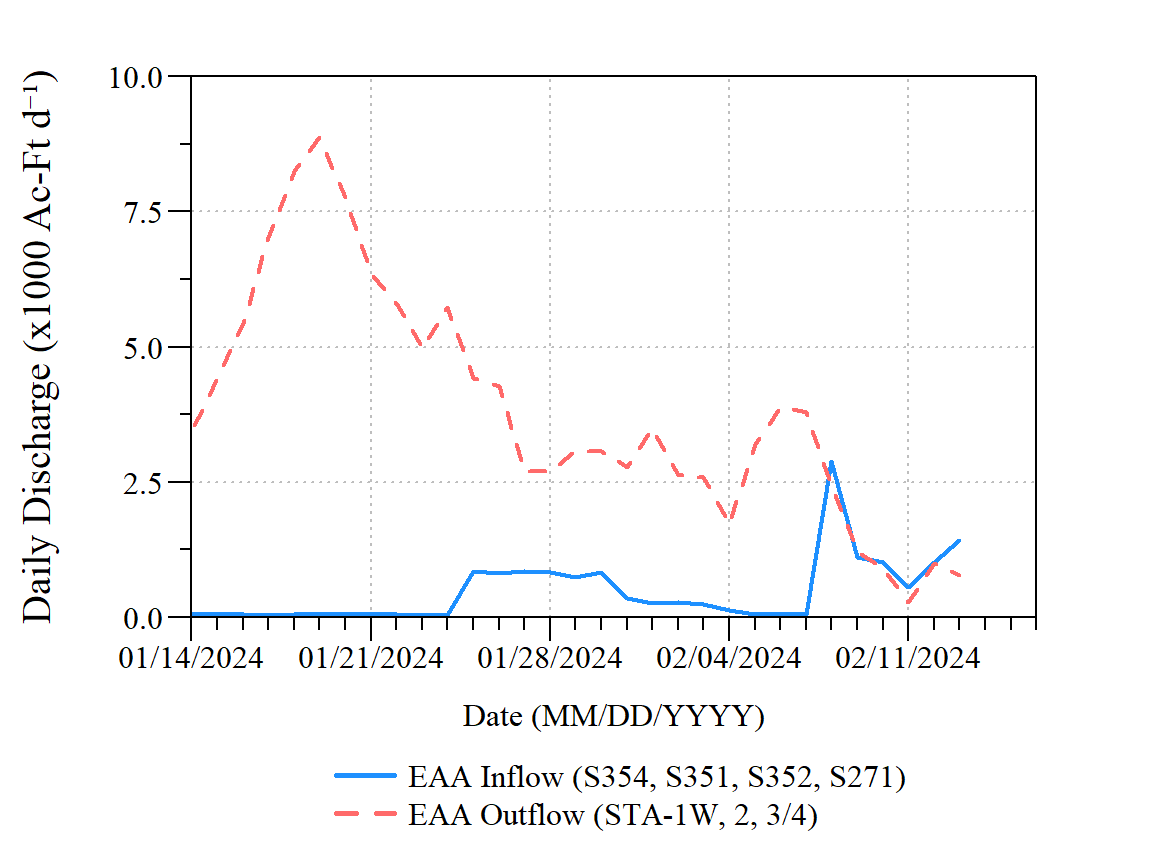 Daily Discharge (x1000 Ac-Ft d⁻¹)
10.0
7.5
5.0
2.5
0.0
01/14/2024 01/21/2024 01/28/2024 02/04/2024 02/11/2024
Date (MM/DD/YYYY)
EAA Inflow (S354, S351, S352, S271)
EAA Outflow (STA-1W, 2, 3/4)